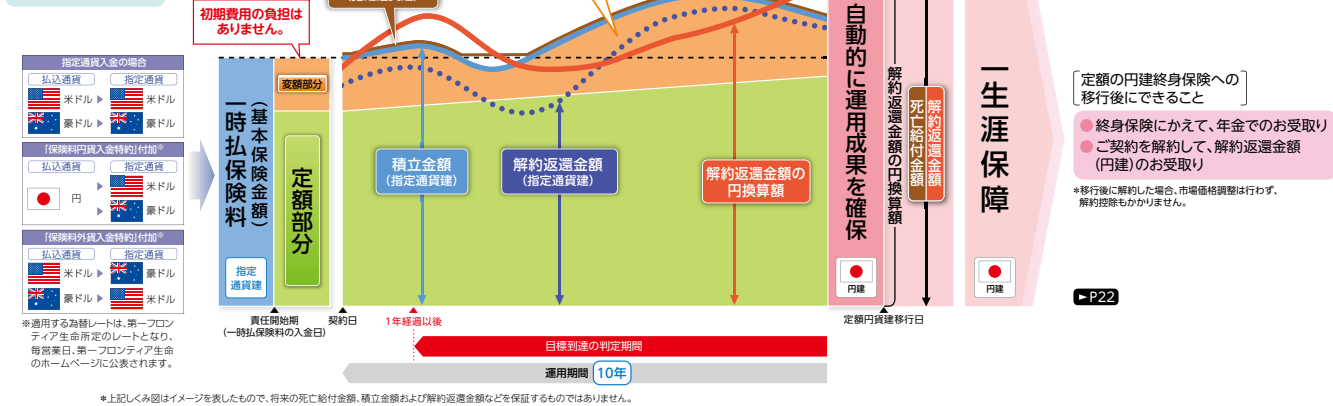 初期費用の負担は
ありません。
指定通貨入金の場合
払込通貨 指定通貨
米ドル ▶ 米ドル
豪ドル ▶ 豪ドル
「保険料円貨入金特約」付加※
払込通貨 指定通貨
円 ▶ 米ドル
▶ 豪ドル
「保険料外貨入金特約」付加※
払込通貨 指定通貨
米ドル ▶ 豪ドル
豪ドル ▶ 米ドル
※適用する為替レートは、第一フロン
ティア生命所定のレートとなり、
毎営業日、第一フロンティア生命
のホームページに公表されます。
一時払保険料
(基本保険金額)
指定
通貨建
変額部分
定額部分
積立金額
(指定通貨建)
解約返還金額
(指定通貨建)
解約返還金額の
円換算額
自動的に運用成果を確保
円建
解約返還金額の円換算額
死亡給付金額
解約返還金額
一生涯保障
円建
定額の円建終身保険への
移行後にできること
●終身保険にかえて、年金でのお受取り
●ご契約を解約して、解約返還金額
(円建)のお受取り
*移行後に解約した場合、市場価格調整は行わず、
解約控除もかかりません。
►P22
責任開始期
(一時払保険料の入金日)
契約日
1年経過以後
定額円貨建移行日
目標到達の判定期間
運用期間 10年
*上記しくみ図はイメージを表したもので、将来の死亡給付金額、積立金額および解約返還金額などを保証するものではありません。